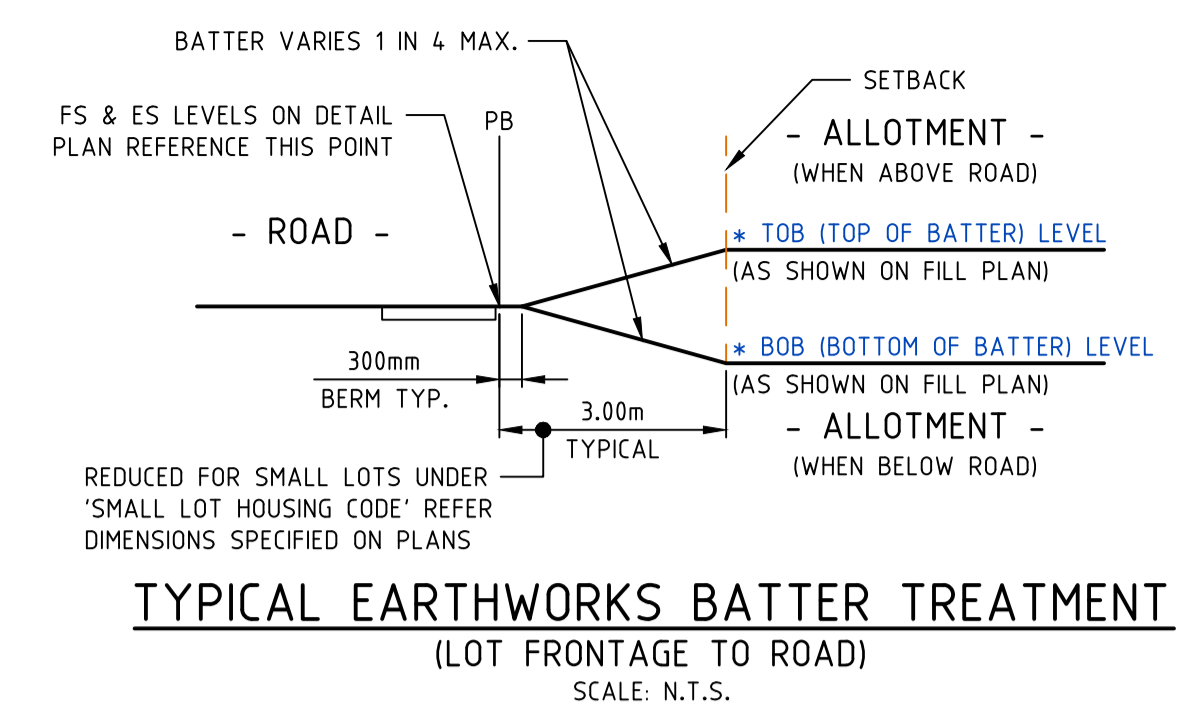 BATTER VARIES 1 IN 4 MAX.
SETBACK
FS & ES LEVELS ON DETAIL
PLAN REFERENCE THIS POINT
PB
- ALLOTMENT -
(WHEN ABOVE ROAD)
- ROAD -
* TOB (TOP OF BATTER) LEVEL
(AS SHOWN ON FILL PLAN)
* BOB (BOTTOM OF BATTER) LEVEL
(AS SHOWN ON FILL PLAN)
300mm
BERM TYP.
3.00m
TYPICAL
- ALLOTMENT -
(WHEN BELOW ROAD)
REDUCED FOR SMALL LOTS UNDER
'SMALL LOT HOUSING CODE' REFER
DIMENSIONS SPECIFIED ON PLANS
TYPICAL EARTHWORKS BATTER TREATMENT
(LOT FRONTAGE TO ROAD)
SCALE: N.T.S.